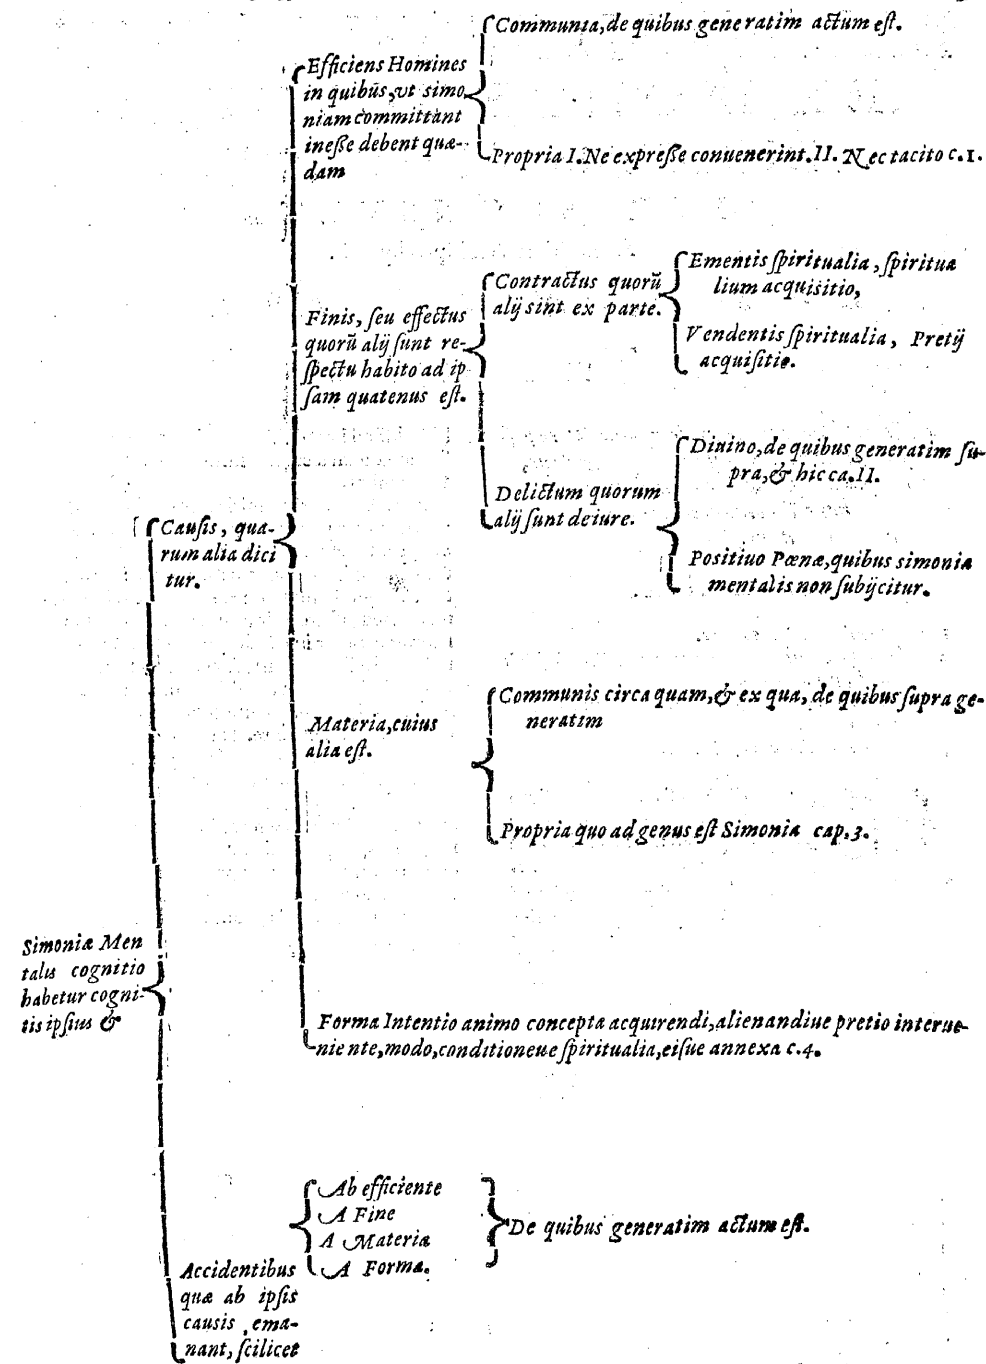 Simoniæ Men
talis cognitio
habetur cogni-
tis ipſius &
Cauſis, qua-
rum alia dici
tur.
Efficiens Homines
in quibūs, vt simo
niam committant
ineſſe debent quæ-
dam
Communia, de quibus generatim actum eſt.
Propria I. Ne expreſſe conuenerint. II. Nec tacito c. 1.
Finis, ſeu effectus
quorū alij ſunt re-
ſpectu habito ad ip
ſam quatenus eſt.
Contractus quorū
alij sint ex parte.
Ementis ſpiritualia, ſpiritua
lium acquisitio,
Vendentis ſpiritualia, Pretij
acquiſitio.
Delictum quorum
alij ſunt de iure.
Diuino, de quibus generatim ſu-
pra, & hic ca. II.
Positiuo Pœnæ, quibus simonia
mentalis non ſubijcitur.
Materia, cuius
alia eſt.
Communis circa quam, & ex qua, de quibus ſupra ge-
neratim
Propria quo ad genus eſt Simonia cap. 3.
Forma Intentio animo concepta acquirendi, alienandiue pretio interue-
niente, modo, conditioneue ſpiritualia, eiſue annexa c. 4.
Accidentibus
quæ ab ipſis
causis, ema-
nant, ſcilicet
Ab efficiente
A Fine
A Materia
A Forma.
De quibus generatim actum eſt.